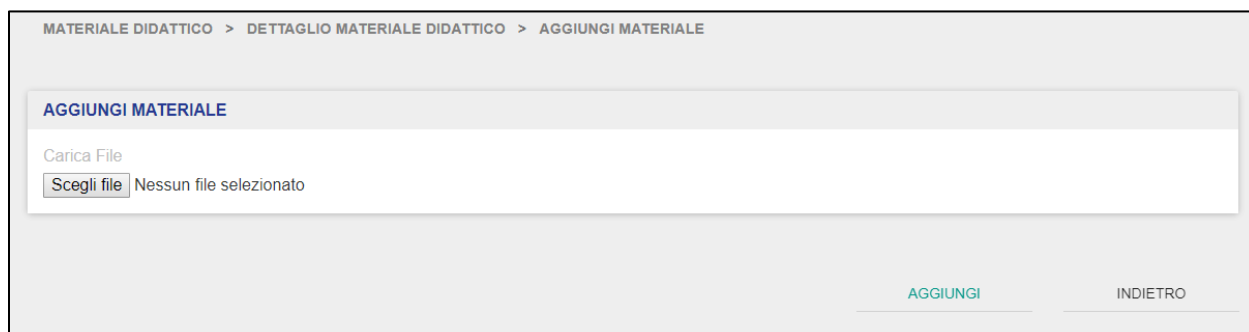 MATERIALE DIDATTICO > DETTAGLIO MATERIALE DIDATTICO > AGGIUNGI MATERIALE
AGGIUNGI MATERIALE
Carica File
Scegli file Nessun file selezionato
AGGIUNGI INDIETRO